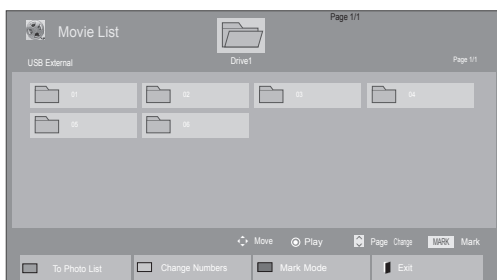 Page 1/1
Movie List
USB External
Drive1
Page 1/1
01 02 03 04
05 06
Move Play Page Change MARK Mark
To Photo List Change Numbers Mark Mode Exit